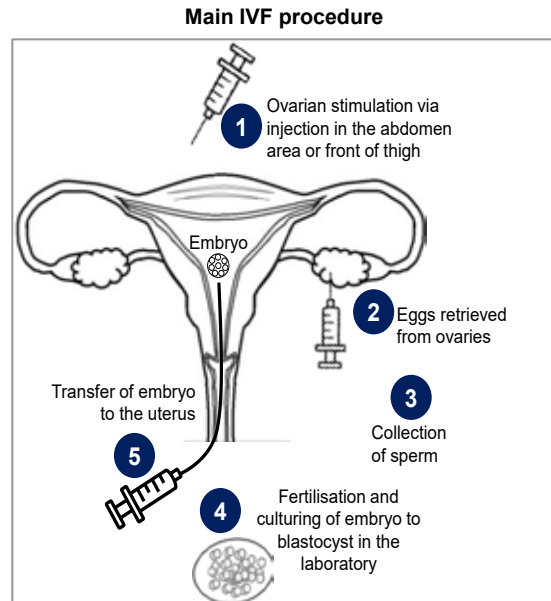 Main IVF procedure
1
Ovarian stimulation via
injection in the abdomen
area or front of thigh
Embryo
2
Eggs retrieved
from ovaries
3
Collection
of sperm
Transfer of embryo
to the uterus
5
4
Fertilisation and
culturing of embryo to
blastocyst in the
laboratory